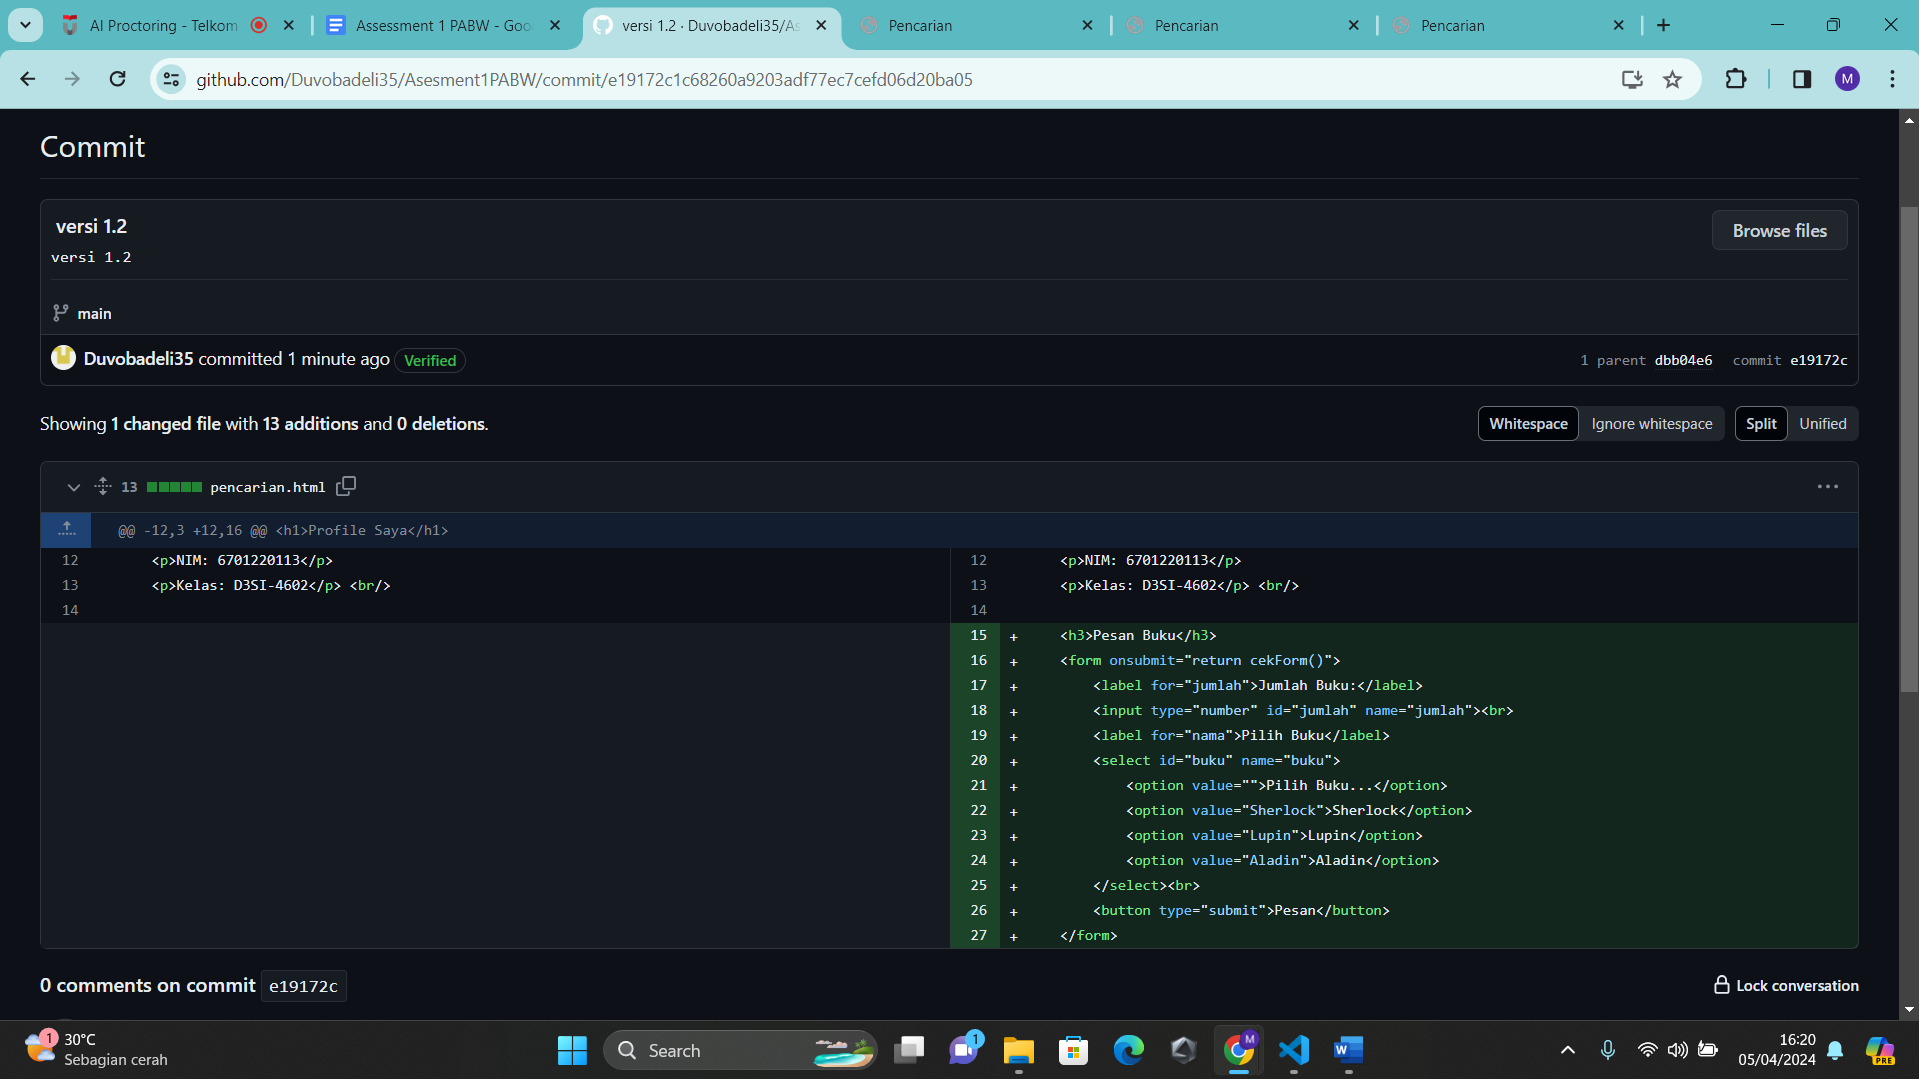 AI Proctoring - Telkom
Assessment 1 PABW - Goo
versi 1.2 · Duvobadeli35/As
Pencarian
Pencarian
Pencarian
github.com/Duvobadeli35/Asesment1PABW/commit/e19172c1c68260a9203adf77ec7cefd06d20ba05
M
Commit
versi 1.2
Browse files
versi 1.2
main
Duvobadeli35 committed 1 minute ago Verified
1 parent dbb04e6 commit e19172c
Showing 1 changed file with 13 additions and 0 deletions.
Whitespace Ignore whitespace Split Unified
13 pencarian.html
@@ -12,3 +12,16 @@ <h1>Profile Saya</h1>
12 <p>NIM: 6701220113</p>
13 <p>Kelas: D3SI-4602</p> <br/>
14
12 <p>NIM: 6701220113</p>
13 <p>Kelas: D3SI-4602</p> <br/>
14
15 + <h3>Pesan Buku</h3>
16 + <form onsubmit="return cekForm()">
17 + <label for="jumlah">Jumlah Buku:</label>
18 + <input type="number" id="jumlah" name="jumlah"><br>
19 + <label for="nama">Pilih Buku</label>
20 + <select id="buku" name="buku">
21 + <option value="">Pilih Buku...</option>
22 + <option value="Sherlock">Sherlock</option>
23 + <option value="Lupin">Lupin</option>
24 + <option value="Aladin">Aladin</option>
25 + </select><br>
26 + <button type="submit">Pesan</button>
27 + </form>
0 comments on commit e19172c
Lock conversation
1
30°C
Sebagian cerah
Search
1
M
W
16:20
05/04/2024
PRE